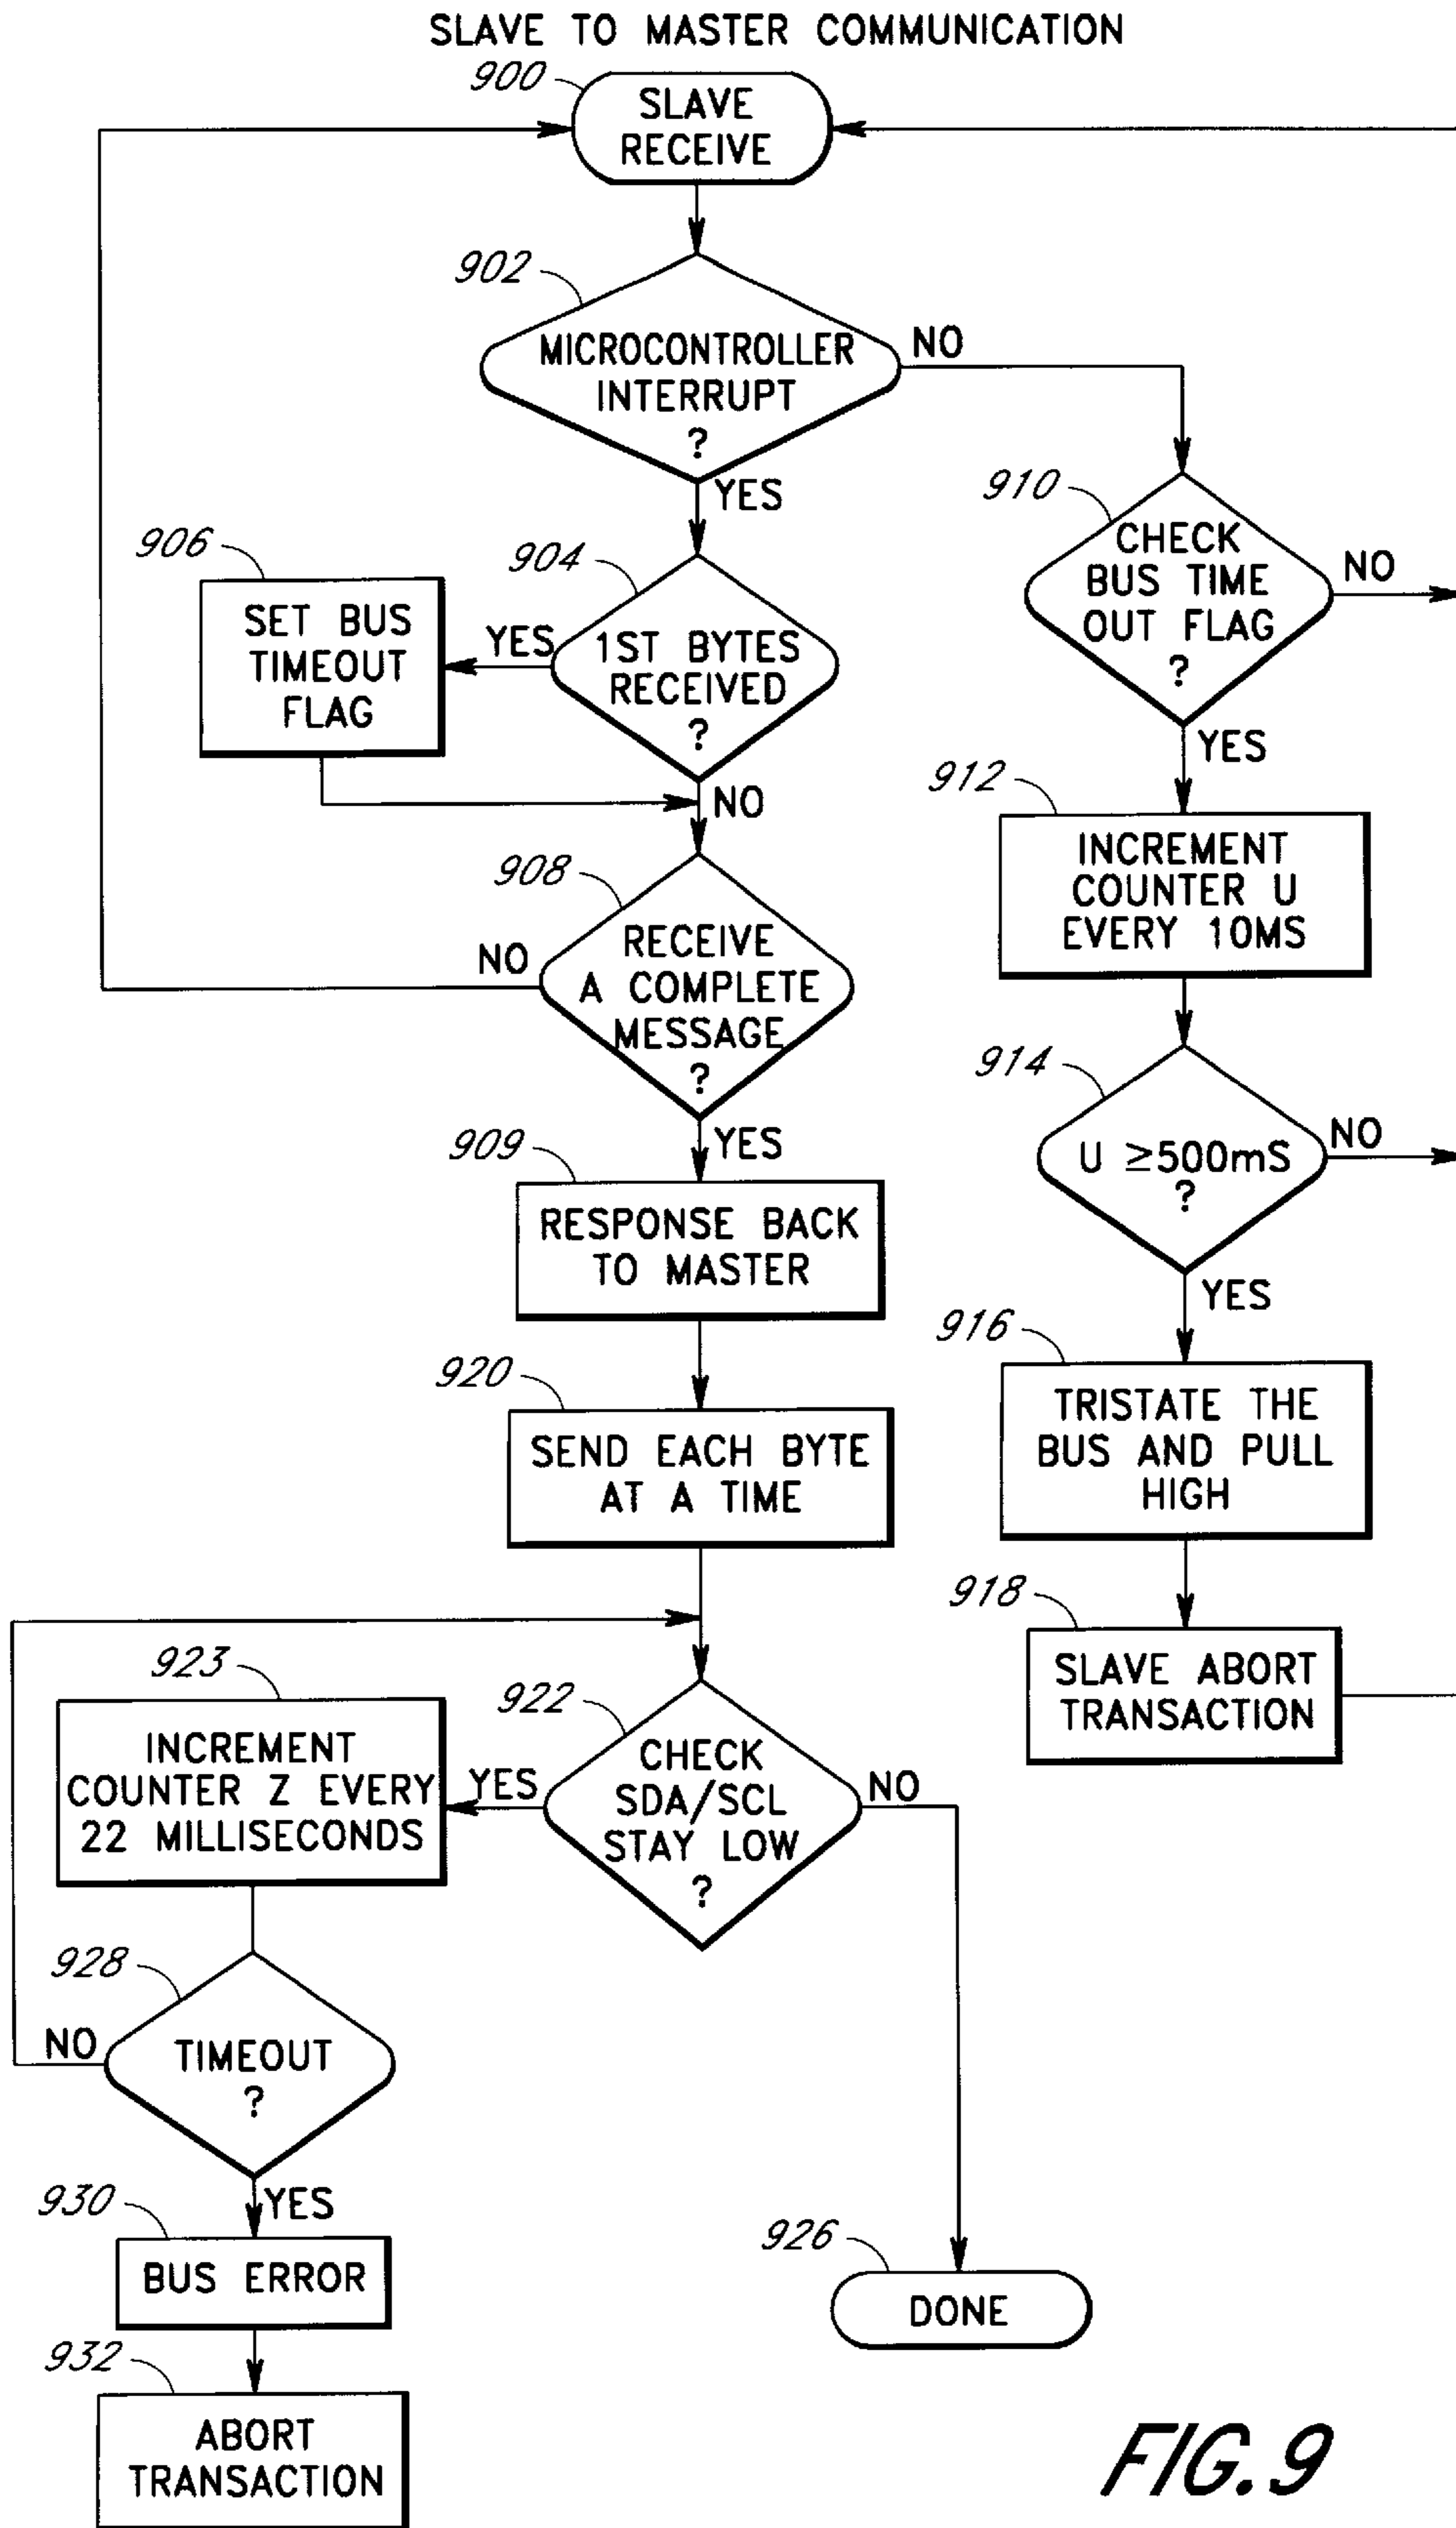 SLAVE TO MASTER COMMUNICATION
900
SLAVE
RECEIVE
902
MICROCONTROLLER
INTERRUPT
?
NO
YES
904
1ST BYTES
RECEIVED
?
YES
906
SET BUS
TIMEOUT
FLAG
NO
908
RECEIVE
A COMPLETE
MESSAGE
?
NO
YES
909
RESPONSE BACK
TO MASTER
920
SEND EACH BYTE
AT A TIME
922
CHECK
SDA/SCL
STAY LOW
?
YES
NO
923
INCREMENT
COUNTER Z EVERY
22 MILLISECONDS
928
TIMEOUT
?
NO
YES
930
BUS ERROR
932
ABORT
TRANSACTION
926
DONE
910
CHECK
BUS TIME
OUT FLAG
?
NO
YES
912
INCREMENT
COUNTER U
EVERY 10MS
914
U ≥500mS
?
NO
YES
916
TRISTATE THE
BUS AND PULL
HIGH
918
SLAVE ABORT
TRANSACTION
FIG. 9